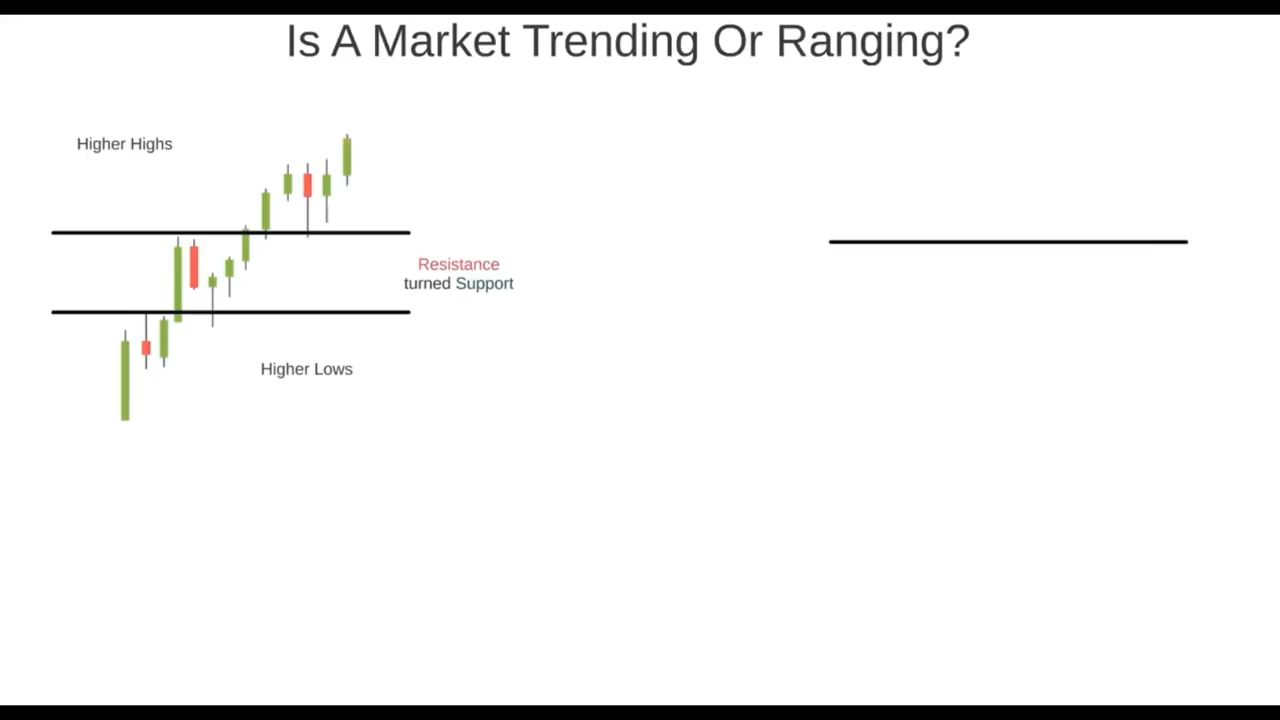 Is A Market Trending Or Ranging?
Higher Highs
Resistance
turned Support
Higher Lows